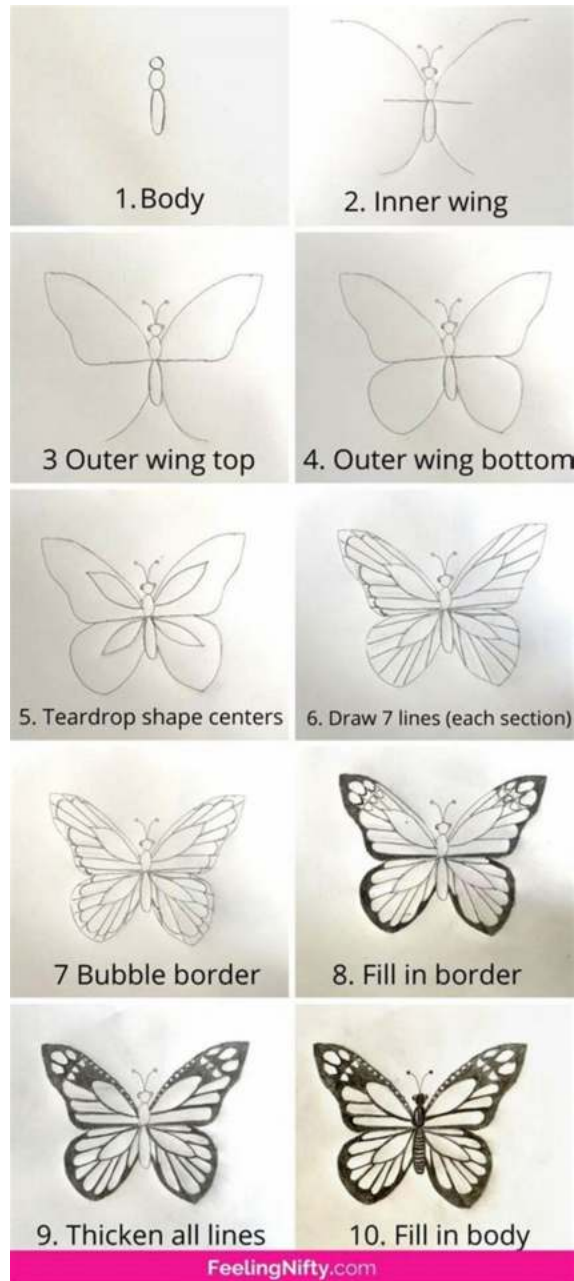 1. Body
2. Inner wing
3 Outer wing top
4. Outer wing bottom
5. Teardrop shape centers
6. Draw 7 lines (each section)
7 Bubble border
8. Fill in border
9. Thicken all lines
10. Fill in body
FeelingNifty.com